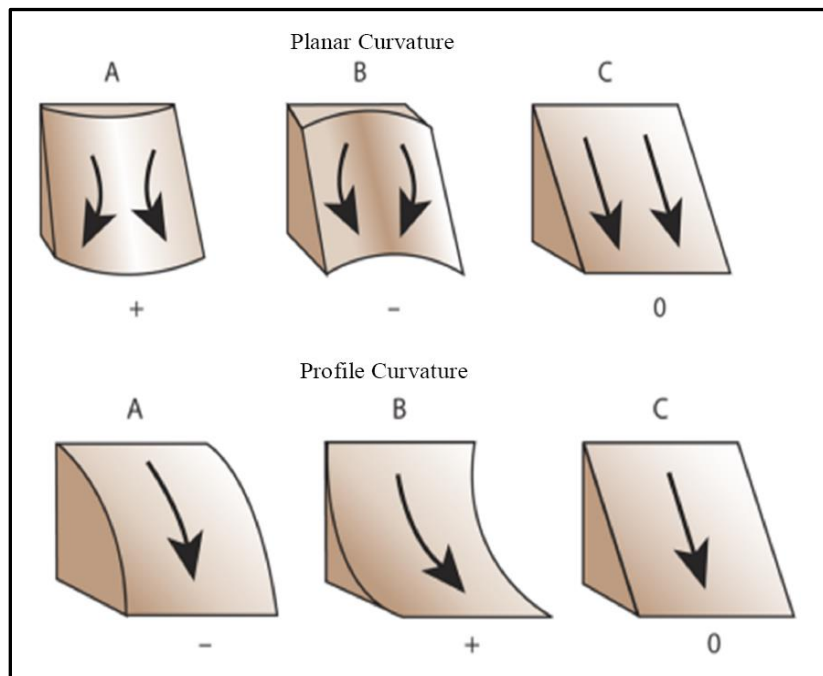 Planar Curvature
A B C
+ – 0
Profile Curvature
A B C
– + 0